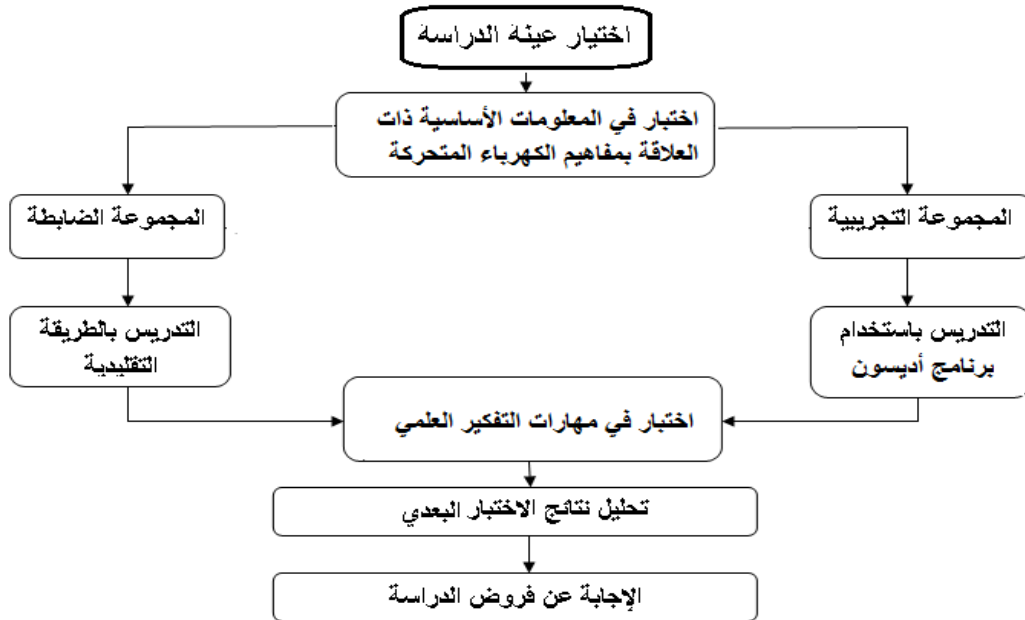 اختيار عينة الدراسة
اختبار في المعلومات الأساسية ذات
العلاقة بمفاهيم الكهرباء المتحركة
المجموعة التجريبية
المجموعة الضابطة
التدريس باستخدام
برنامج أديسون
التدريس بالطريقة
التقليدية
اختبار في مهارات التفكير العلمي
تحليل نتائج الاختبار البعدي
الإجابة عن فروض الدراسة